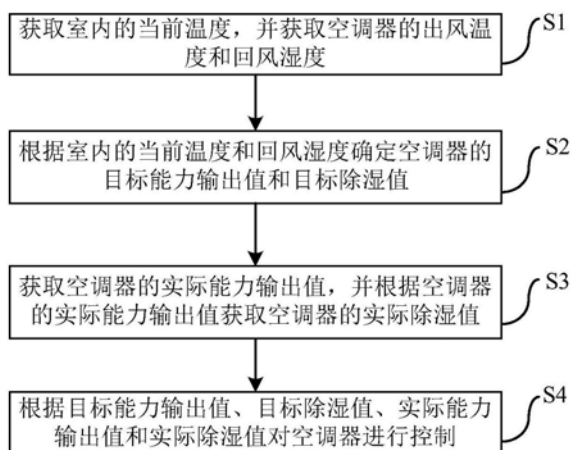 获取室内的当前温度，并获取空调器的出风温
度和回风湿度
S1
根据室内的当前温度和回风湿度确定空调器的
目标能力输出值和目标除湿值
S2
获取空调器的实际能力输出值，并根据空调器
的实际能力输出值获取空调器的实际除湿值
S3
根据目标能力输出值、目标除湿值、实际能力
输出值和实际除湿值对空调器进行控制
S4